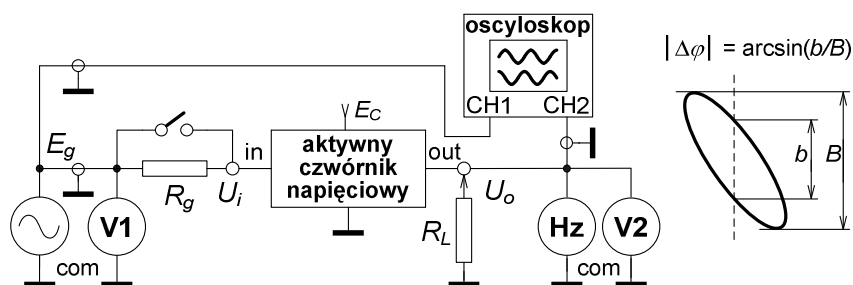 oscyloskop
CH1 CH2
|Δφ| = arcsin(b/B)
E_C
E_g
in
aktywny
czwórnik
napięciowy
out
R_g
U_i
U_o
R_L
b
B
V1
Hz
V2
com
com